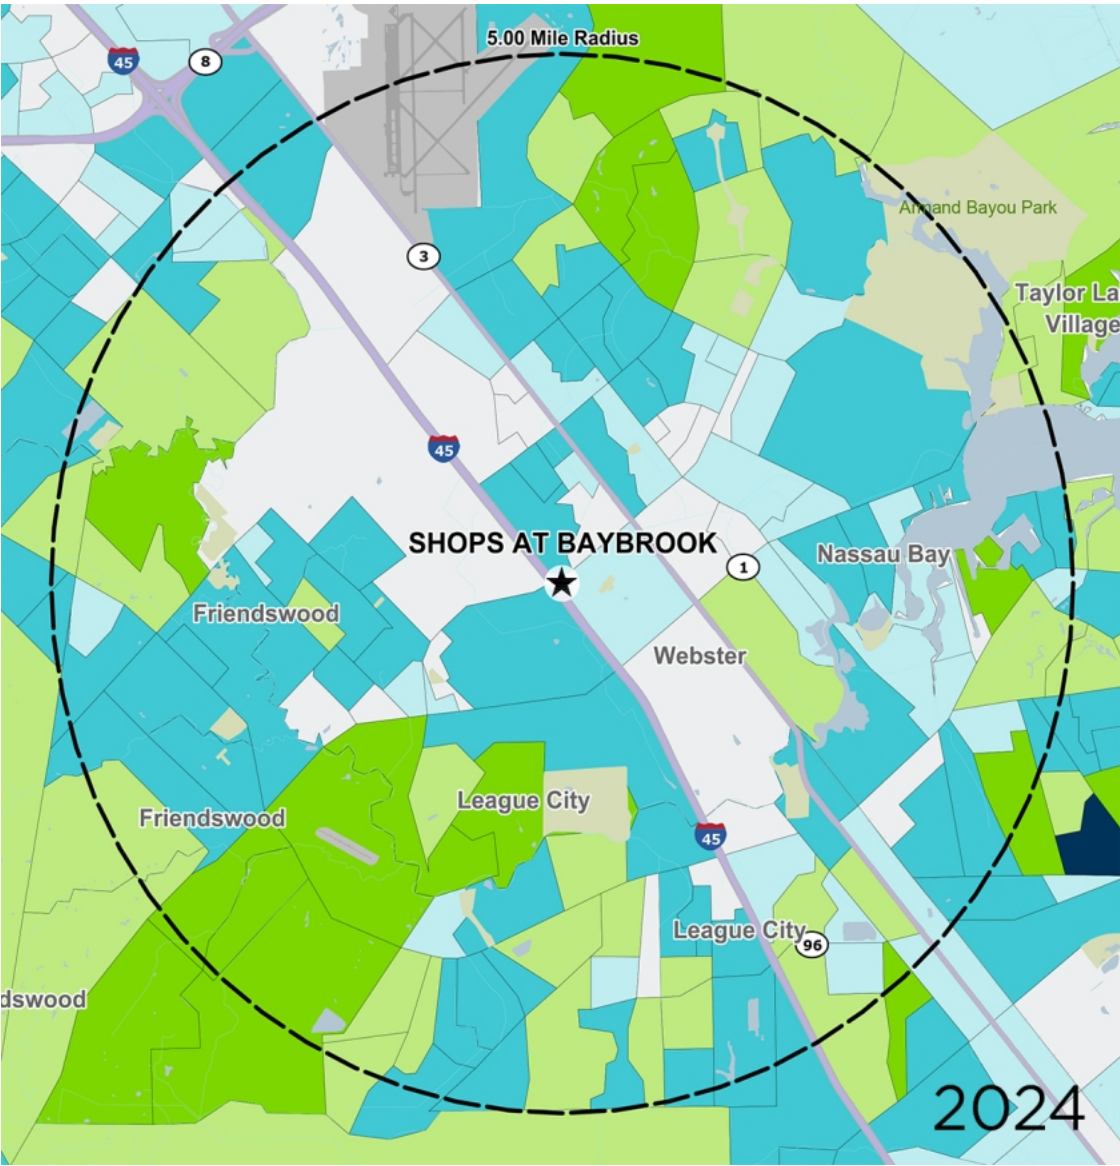 5.00 Mile Radius
45
8
Armand Bayou Park
3
Taylor La
Village
45
SHOPS AT BAYBROOK
Nassau Bay
1
Friendswood
Webster
League City
Friendswood
45
League City
96
dswood
2024